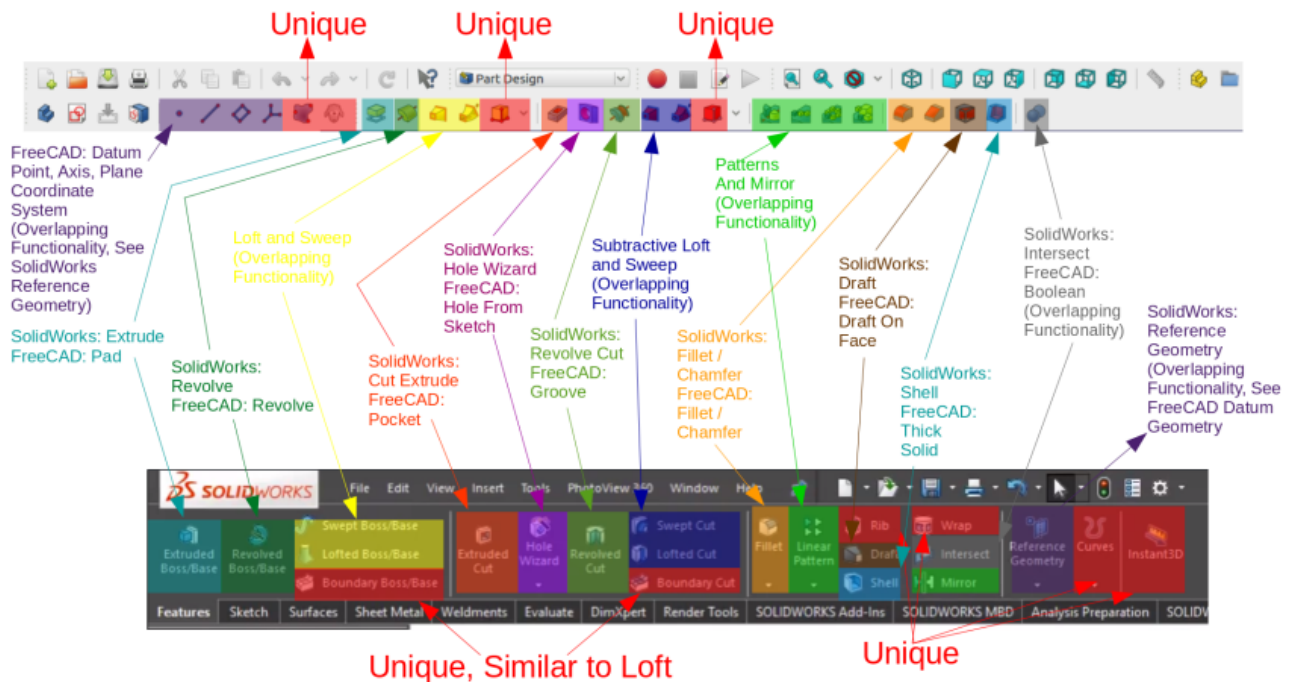 Unique
Unique
Unique
Part Design
FreeCAD: Datum
Point, Axis, Plane
Coordinate
System
(Overlapping
Functionality, See
SolidWorks
Reference
Geometry)
SolidWorks: Extrude
FreeCAD: Pad
SolidWorks:
Revolve
FreeCAD: Revolve
Loft and Sweep
(Overlapping
Functionality)
SolidWorks:
Cut Extrude
FreeCAD:
Pocket
SolidWorks:
Hole Wizard
FreeCAD:
Hole From
Sketch
SolidWorks:
Revolve Cut
FreeCAD:
Groove
Subtractive Loft
and Sweep
(Overlapping
Functionality)
SolidWorks:
Fillet /
Chamfer
FreeCAD:
Fillet /
Chamfer
Patterns
And Mirror
(Overlapping
Functionality)
SolidWorks:
Draft
FreeCAD:
Draft On
Face
SolidWorks:
Shell
FreeCAD:
Thick
Solid
SolidWorks:
Intersect
FreeCAD:
Boolean
(Overlapping
Functionality)
SolidWorks:
Reference
Geometry
(Overlapping
Functionality, See
FreeCAD Datum
Geometry
SOLIDWORKS File Edit View Insert Tools PhotoView 360 Window Help
Extruded
Boss/Base
Revolved
Boss/Base
Swept Boss/Base
Lofted Boss/Base
Boundary Boss/Base
Extruded
Cut
Hole
Wizard
Revolved
Cut
Swept Cut
Lofted Cut
Boundary Cut
Fillet
Linear
Pattern
Rib
Draft
Shell
Wrap
Intersect
Mirror
Reference
Geometry
Curves
Instant3D
Features Sketch Surfaces Sheet Metal Weldments Evaluate DimXpert Render Tools SOLIDWORKS Add-Ins SOLIDWORKS MBD Analysis Preparation
Unique, Similar to Loft
Unique